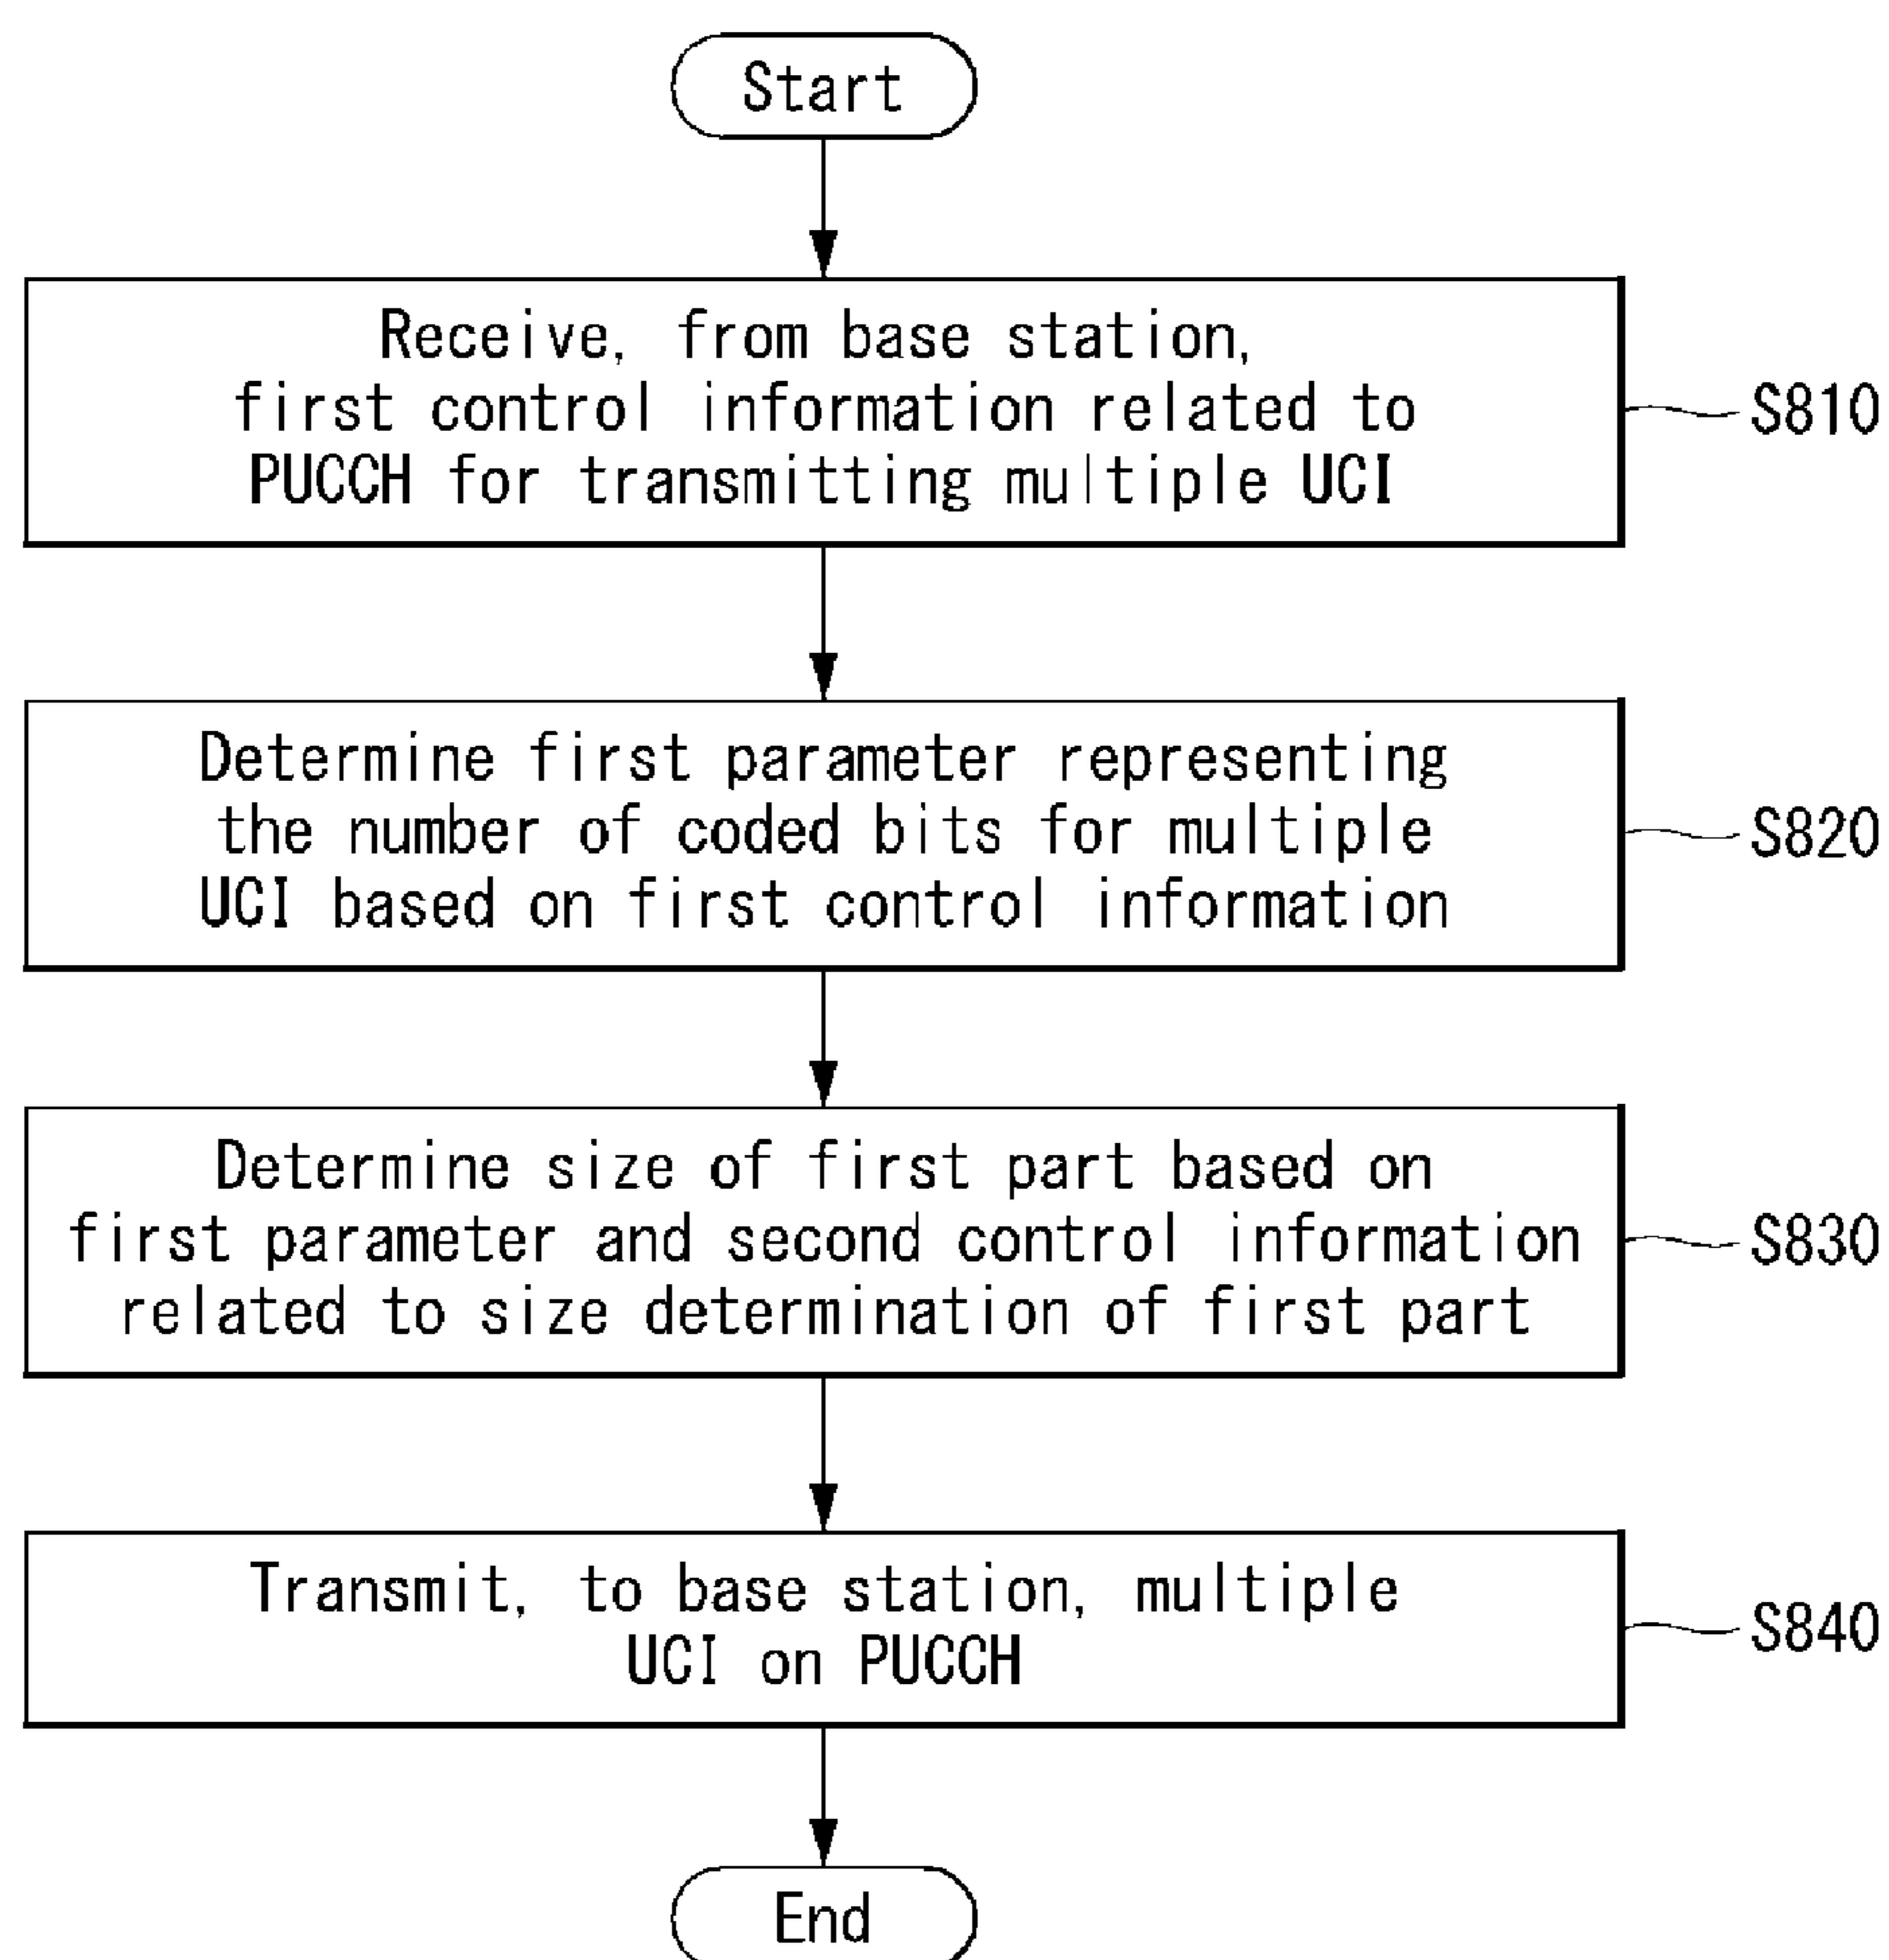 Start
Receive, from base station,
first control information related to
PUCCH for transmitting multiple UCI
S810
Determine first parameter representing
the number of coded bits for multiple
UCI based on first control information
S820
Determine size of first part based on
first parameter and second control information
related to size determination of first part
S830
Transmit, to base station, multiple
UCI on PUCCH
S840
End